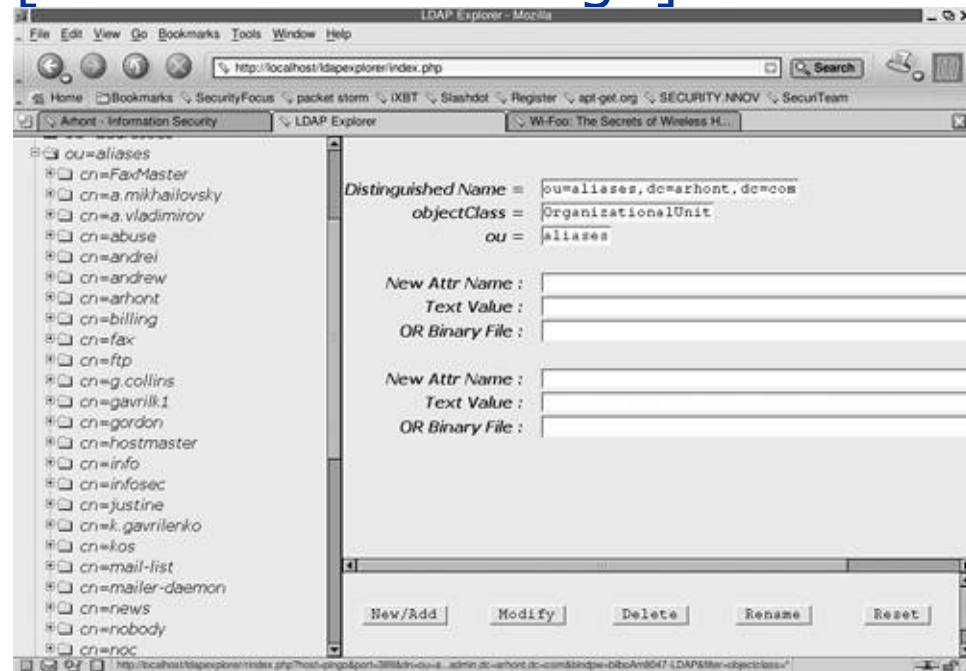 LDAP Explorer - Mozilla
File Edit View Go Bookmarks Tools Window Help
http://localhost/ldapexplorer/index.php
Search
Home Bookmarks SecurityFocus packet storm iXBT Slashdot Register apt-get.org SECURITY.NNOV SecuriTeam
Arhont - Information Security
LDAP Explorer
Wi-Foo: The Secrets of Wireless H...
ou=aliases
cn=FaxMaster
cn=a.mikhailovsky
cn=a.vladimirov
cn=abuse
cn=andrei
cn=andrew
cn=arhont
cn=billing
cn=fax
cn=ftp
cn=g.collins
cn=gavrilk1
cn=gordon
cn=hostmaster
cn=info
cn=infosec
cn=justine
cn=k.gavrilenko
cn=kos
cn=mail-list
cn=mailer-daemon
cn=news
cn=nobody
cn=noc
Distinguished Name = ou=aliases,dc=arhont,dc=com
objectClass = OrganizationalUnit
ou = aliases
New Attr Name :
Text Value :
OR Binary File :
New Attr Name :
Text Value :
OR Binary File :
New/Add Modify Delete Rename Reset